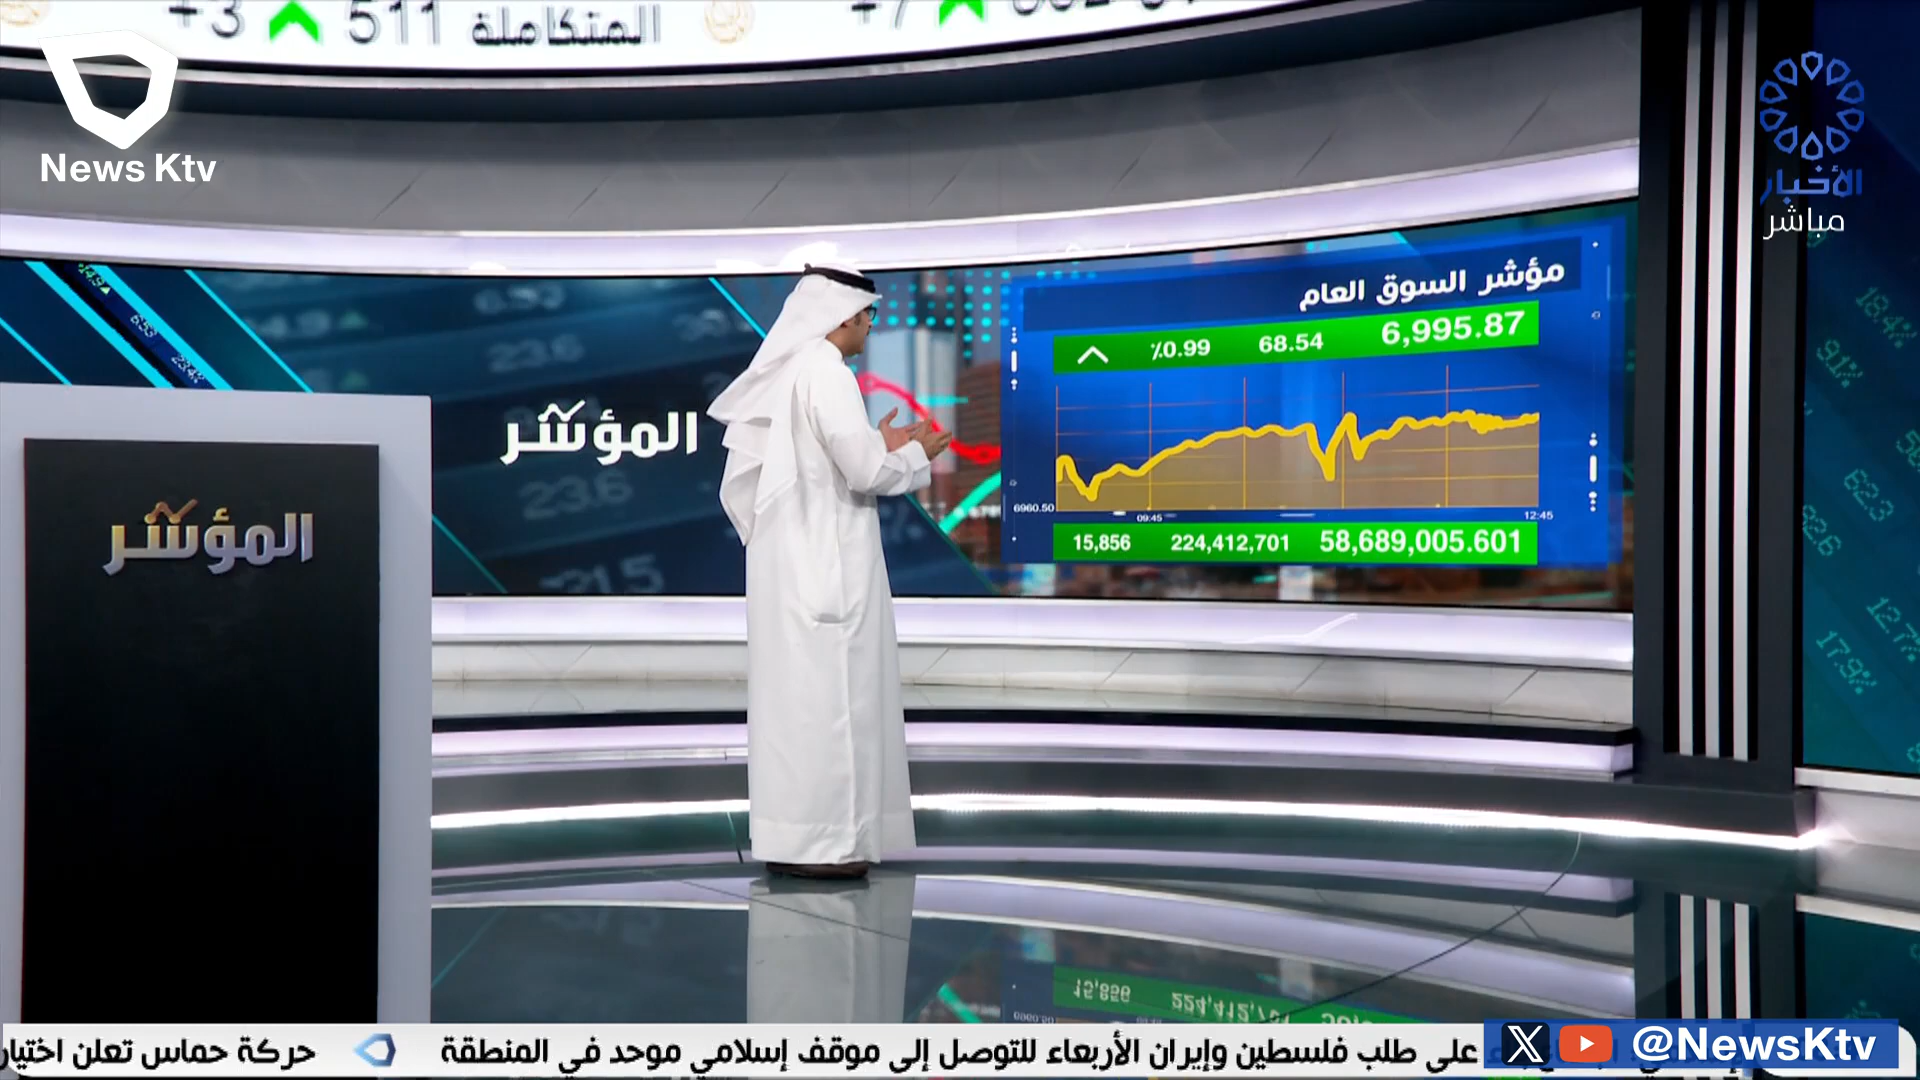 +3 511 المتكاملة +7
News Ktv
الأخبار
مباشر
مؤشر السوق العام
6,995.87 68.54 ٪0.99
6960.50 09:45 12:45
58,689,005.601 224,412,701 15,856
المؤشر
المؤشر
على طلب فلسطين وإيران الأربعاء للتوصل إلى موقف إسلامي موحد في المنطقة
حركة حماس تعلن
@NewsKtv